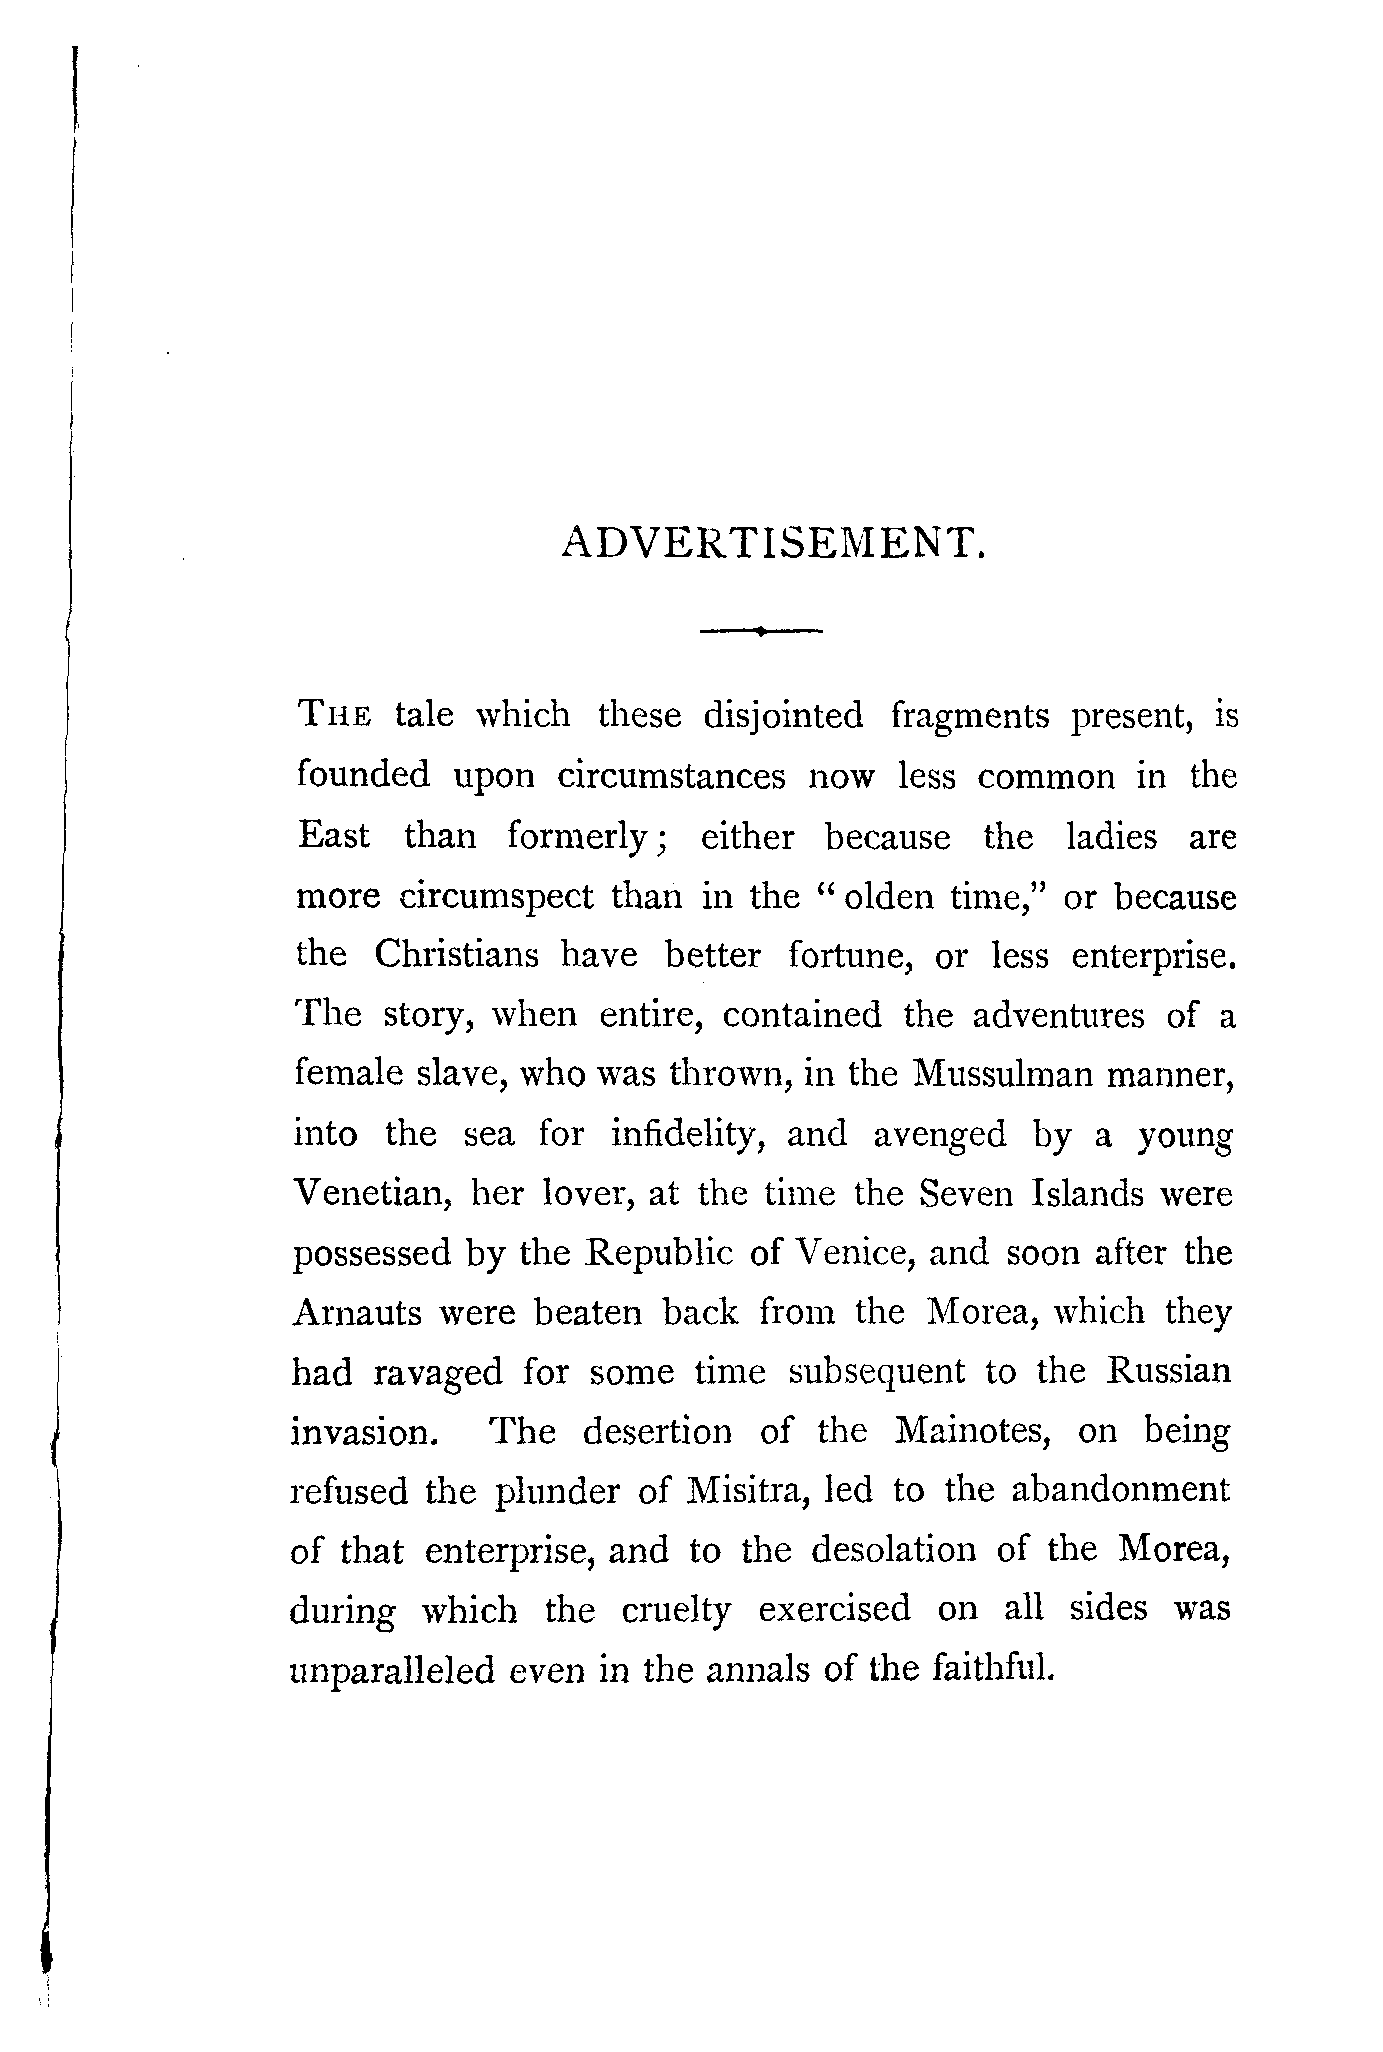 ADVERTISEMENT.
THE tale which these disjointed fragments present, is
founded upon circumstances now less common in the
East than formerly; either because the ladies are
more circumspect than in the "olden time," or because
the Christians have better fortune, or less enterprise.
The story, when entire, contained the adventures of a
female slave, who was thrown, in the Mussulman manner,
into the sea for infidelity, and avenged by a young
Venetian, her lover, at the time the Seven Islands were
possessed by the Republic of Venice, and soon after the
Arnauts were beaten back from the Morea, which they
had ravaged for some time subsequent to the Russian
invasion. The desertion of the Mainotes, on being
refused the plunder of Misitra, led to the abandonment
of that enterprise, and to the desolation of the Morea,
during which the cruelty exercised on all sides was
unparalleled even in the annals of the faithful.